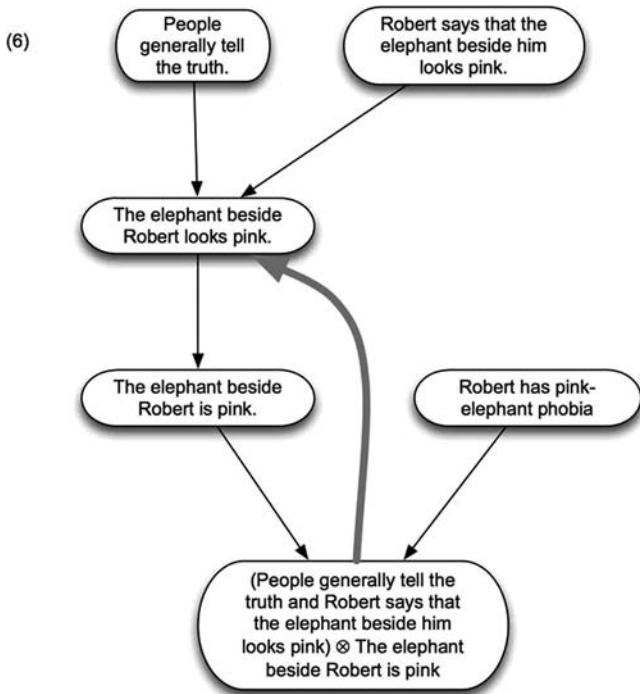 (6)
People
generally tell
the truth.
Robert says that the
elephant beside him
looks pink.
The elephant beside
Robert looks pink.
The elephant beside
Robert is pink.
Robert has pink-
elephant phobia
(People generally tell the
truth and Robert says that
the elephant beside him
looks pink) ⊗ The elephant
beside Robert is pink